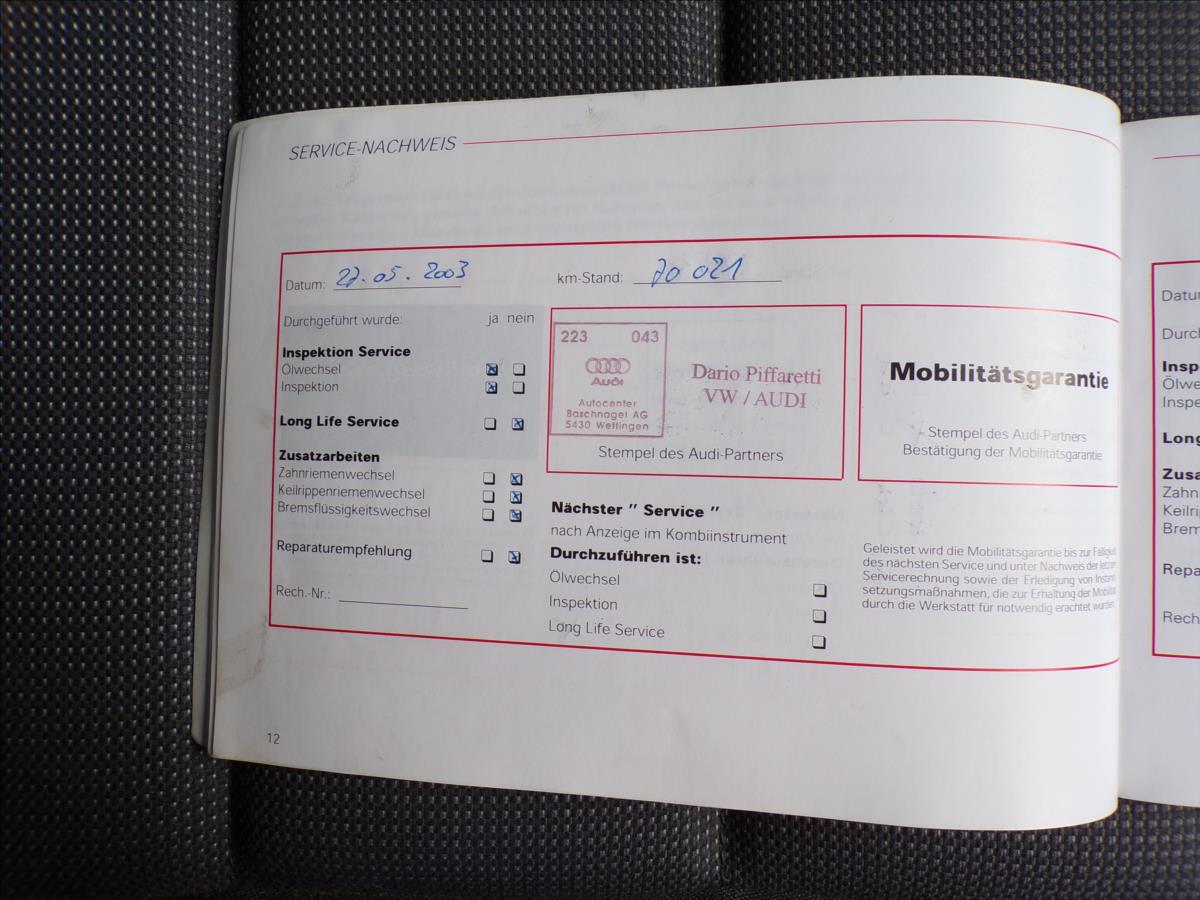 SERVICE-NACHWEIS
Datum: 27.05.2003
km-Stand: 70 021
Durchgeführt wurde: ja nein
Inspektion Service
Ölwechsel
Inspektion
Long Life Service
Zusatzarbeiten
Zahnriemenwechsel
Keilrippenriemenwechsel
Bremsflüssigkeitswechsel
Reparaturempfehlung
Rech.-Nr.:
223 043
Audi
Autocenter
Baschnagel AG
5430 Wettingen
Dario Piffaretti
VW / AUDI
Stempel des Audi-Partners
Nächster " Service "
nach Anzeige im Kombiinstrument
Durchzuführen ist:
Ölwechsel
Inspektion
Long Life Service
Mobilitätsgarantie
Stempel des Audi-Partners
Bestätigung der Mobilitätsgarantie
Geleistet wird die Mobilitätsgarantie bis zur Fälligkeit
des nächsten Service und unter Nachweis der letzten
Servicerechnung sowie der Erledigung von Instand
setzungsmaßnahmen, die zur Erhaltung der Mobilität
durch die Werkstatt für notwendig erachtet wurden.
12
Datu
Durc
Insp
Ölwe
Inspe
Long
Zusa
Zahn
Keilri
Brem
Repa
Rech